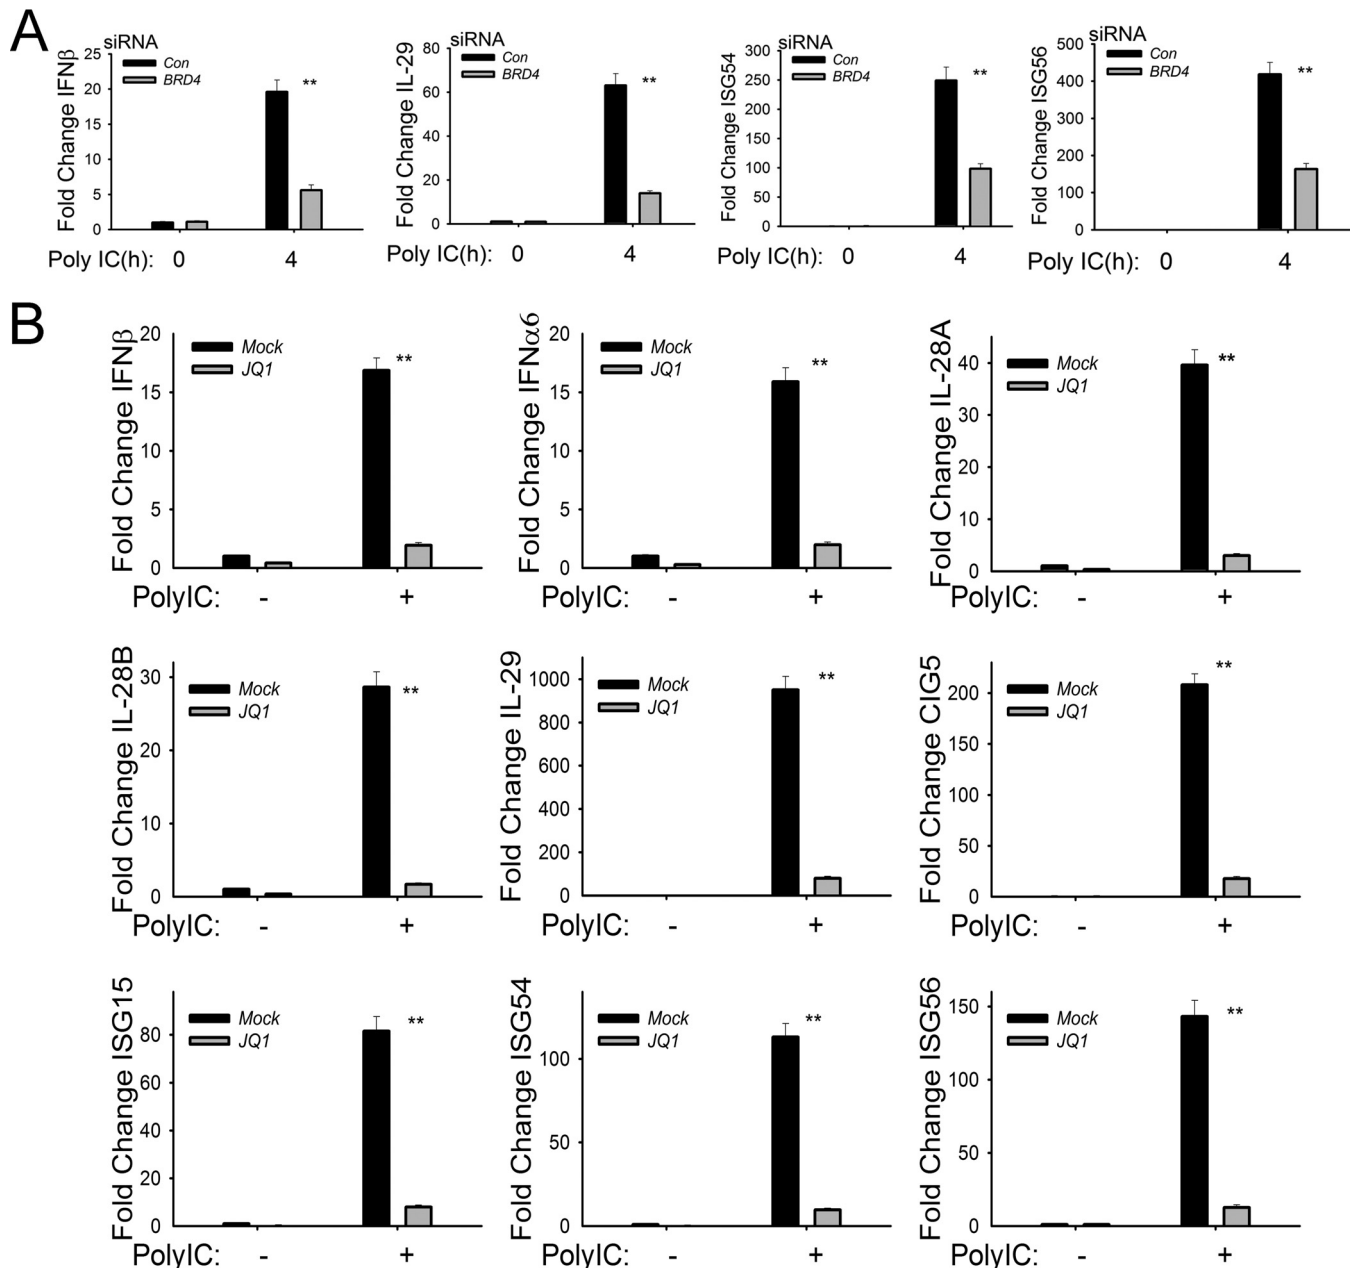 A
siRNA
Con
BRD4
Fold Change IFNβ
25
20
15
10
5
0
Poly IC(h): 0 4
**
siRNA
Con
BRD4
Fold Change IL-29
80
60
40
20
0
Poly IC(h): 0 4
**
siRNA
Con
BRD4
Fold Change ISG54
300
250
200
150
100
50
0
Poly IC(h): 0 4
**
siRNA
Con
BRD4
Fold Change ISG56
500
400
300
200
100
0
Poly IC(h): 0 4
**
B
Fold Change IFNβ
20
15
10
5
0
Mock
JQ1
**
PolyIC: - +
Fold Change IFNα6
20
15
10
5
0
Mock
JQ1
**
PolyIC: - +
Fold Change IL-28A
40
30
20
10
0
Mock
JQ1
**
PolyIC: - +
Fold Change IL-28B
30
20
10
0
Mock
JQ1
**
PolyIC: - +
Fold Change IL-29
1000
800
600
400
200
0
Mock
JQ1
**
PolyIC: - +
Fold Change CIG5
200
150
100
50
0
Mock
JQ1
**
PolyIC: - +
Fold Change ISG15
80
60
40
20
0
Mock
JQ1
**
PolyIC: - +
Fold Change ISG54
100
50
0
Mock
JQ1
**
PolyIC: - +
Fold Change ISG56
150
100
50
0
Mock
JQ1
**
PolyIC: - +